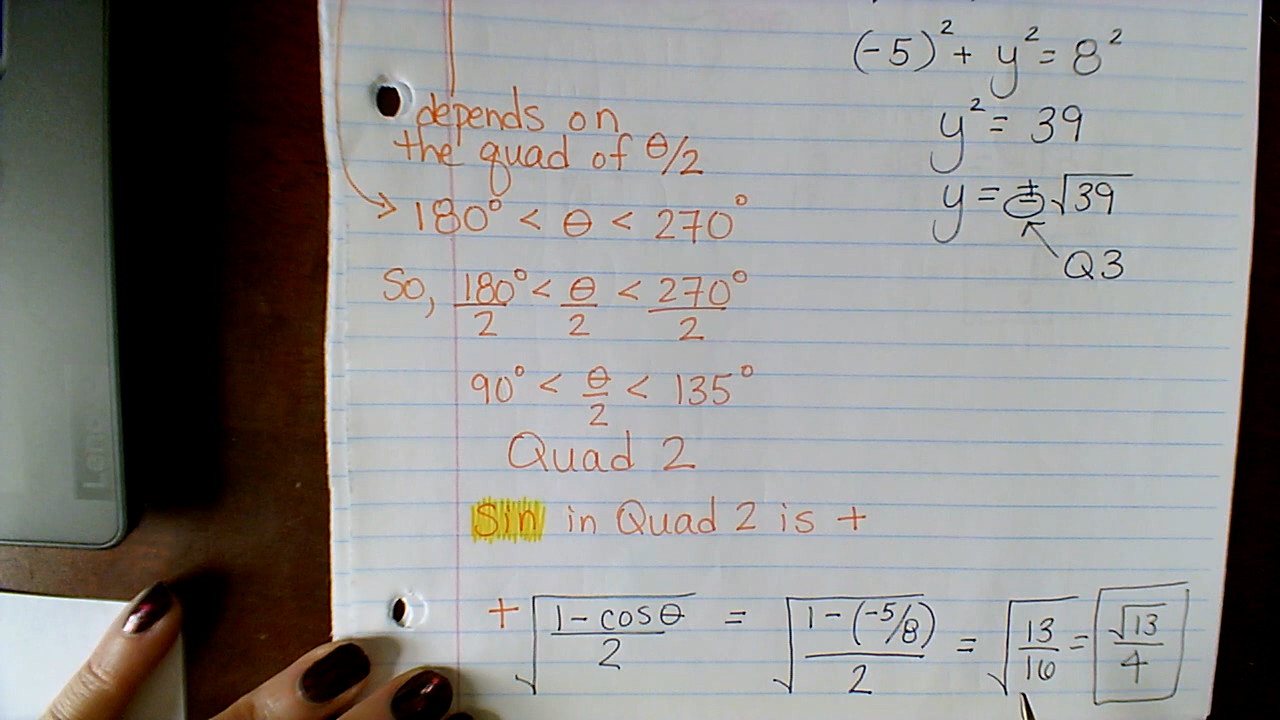 (-5)² + y² = 8²
y² = 39
y = ±√39
Q3
depends on
the quad of θ/2
→ 180° < θ < 270°
So, 180°/2 < θ/2 < 270°/2
90° < θ/2 < 135°
Quad 2
Sin in Quad 2 is +
+ √((1 - cosθ)/2) = √((1 - (-5/8))/2) = √(13/16) = √13/4